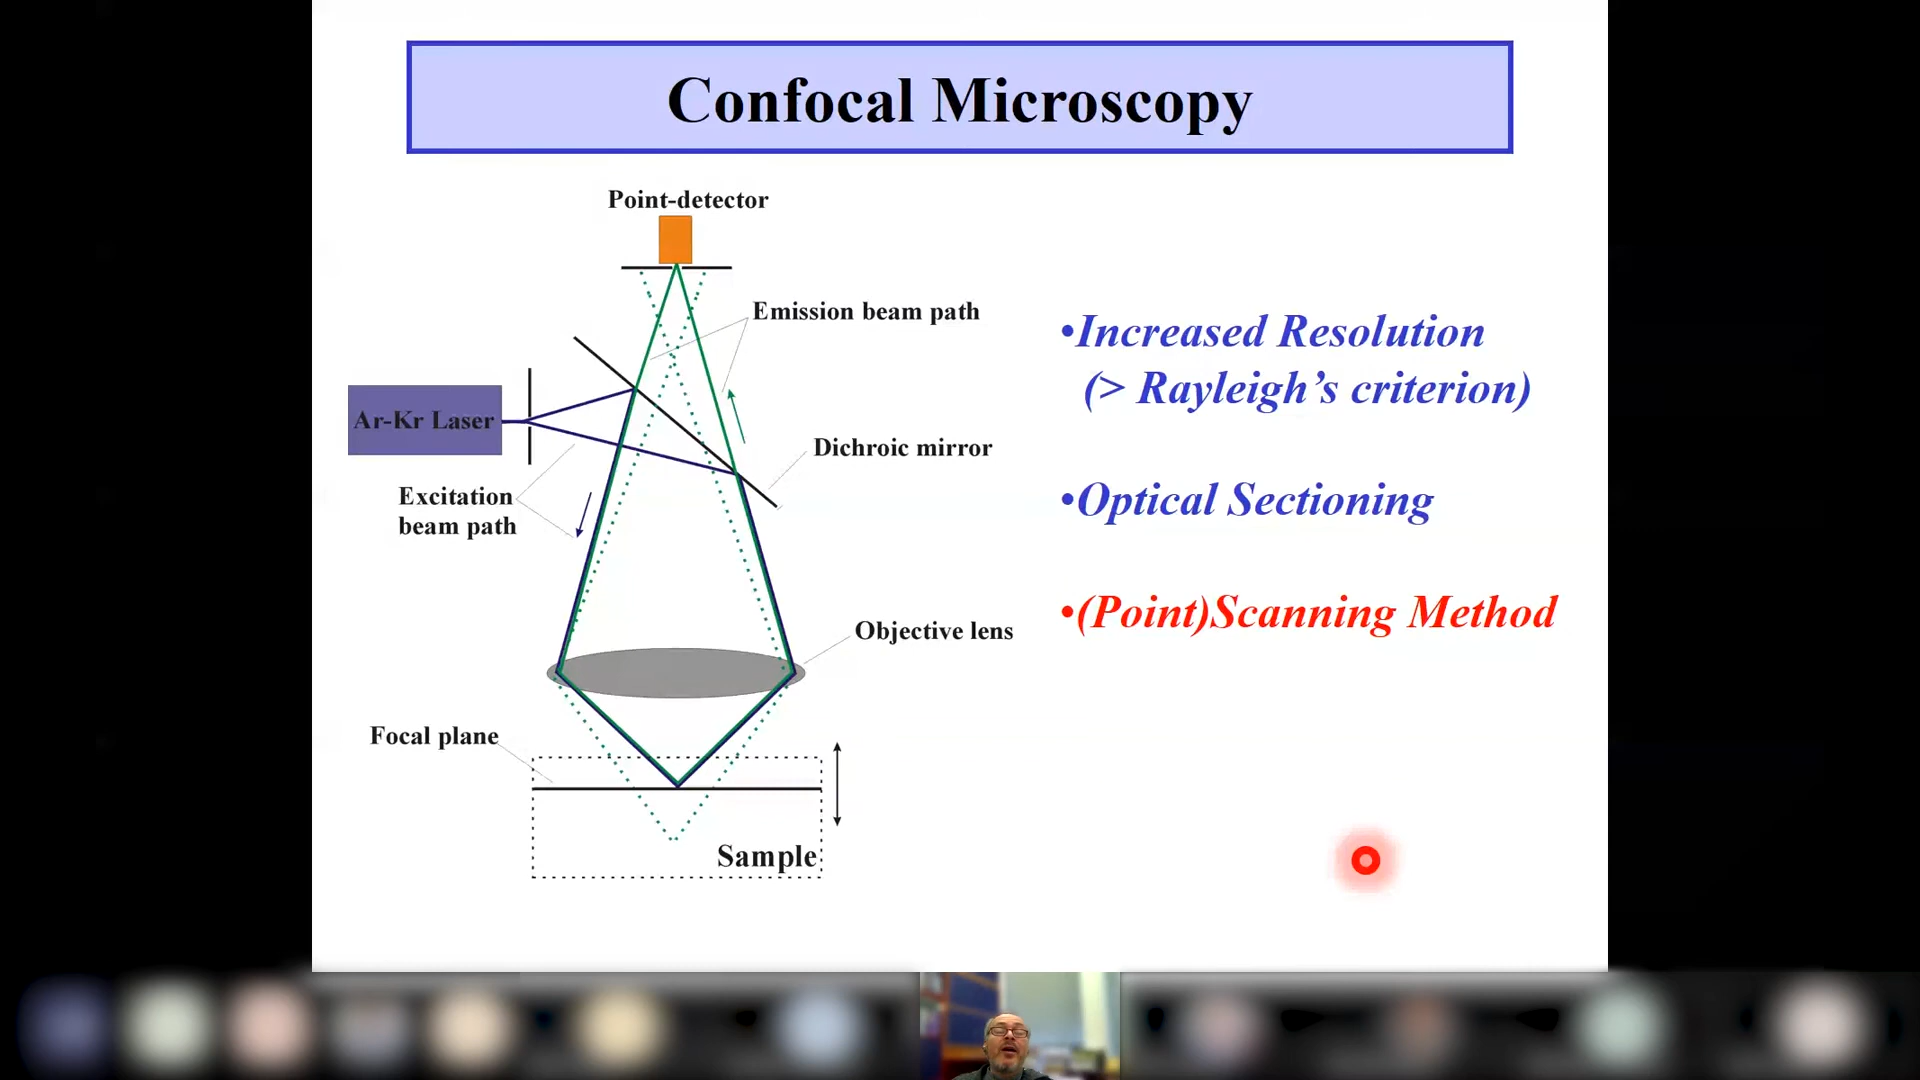 Confocal Microscopy
Point-detector
Emission beam path
•Increased Resolution
(> Rayleigh's criterion)
Ar-Kr Laser
Dichroic mirror
Excitation
beam path
•Optical Sectioning
•(Point)Scanning Method
Objective lens
Focal plane
Sample